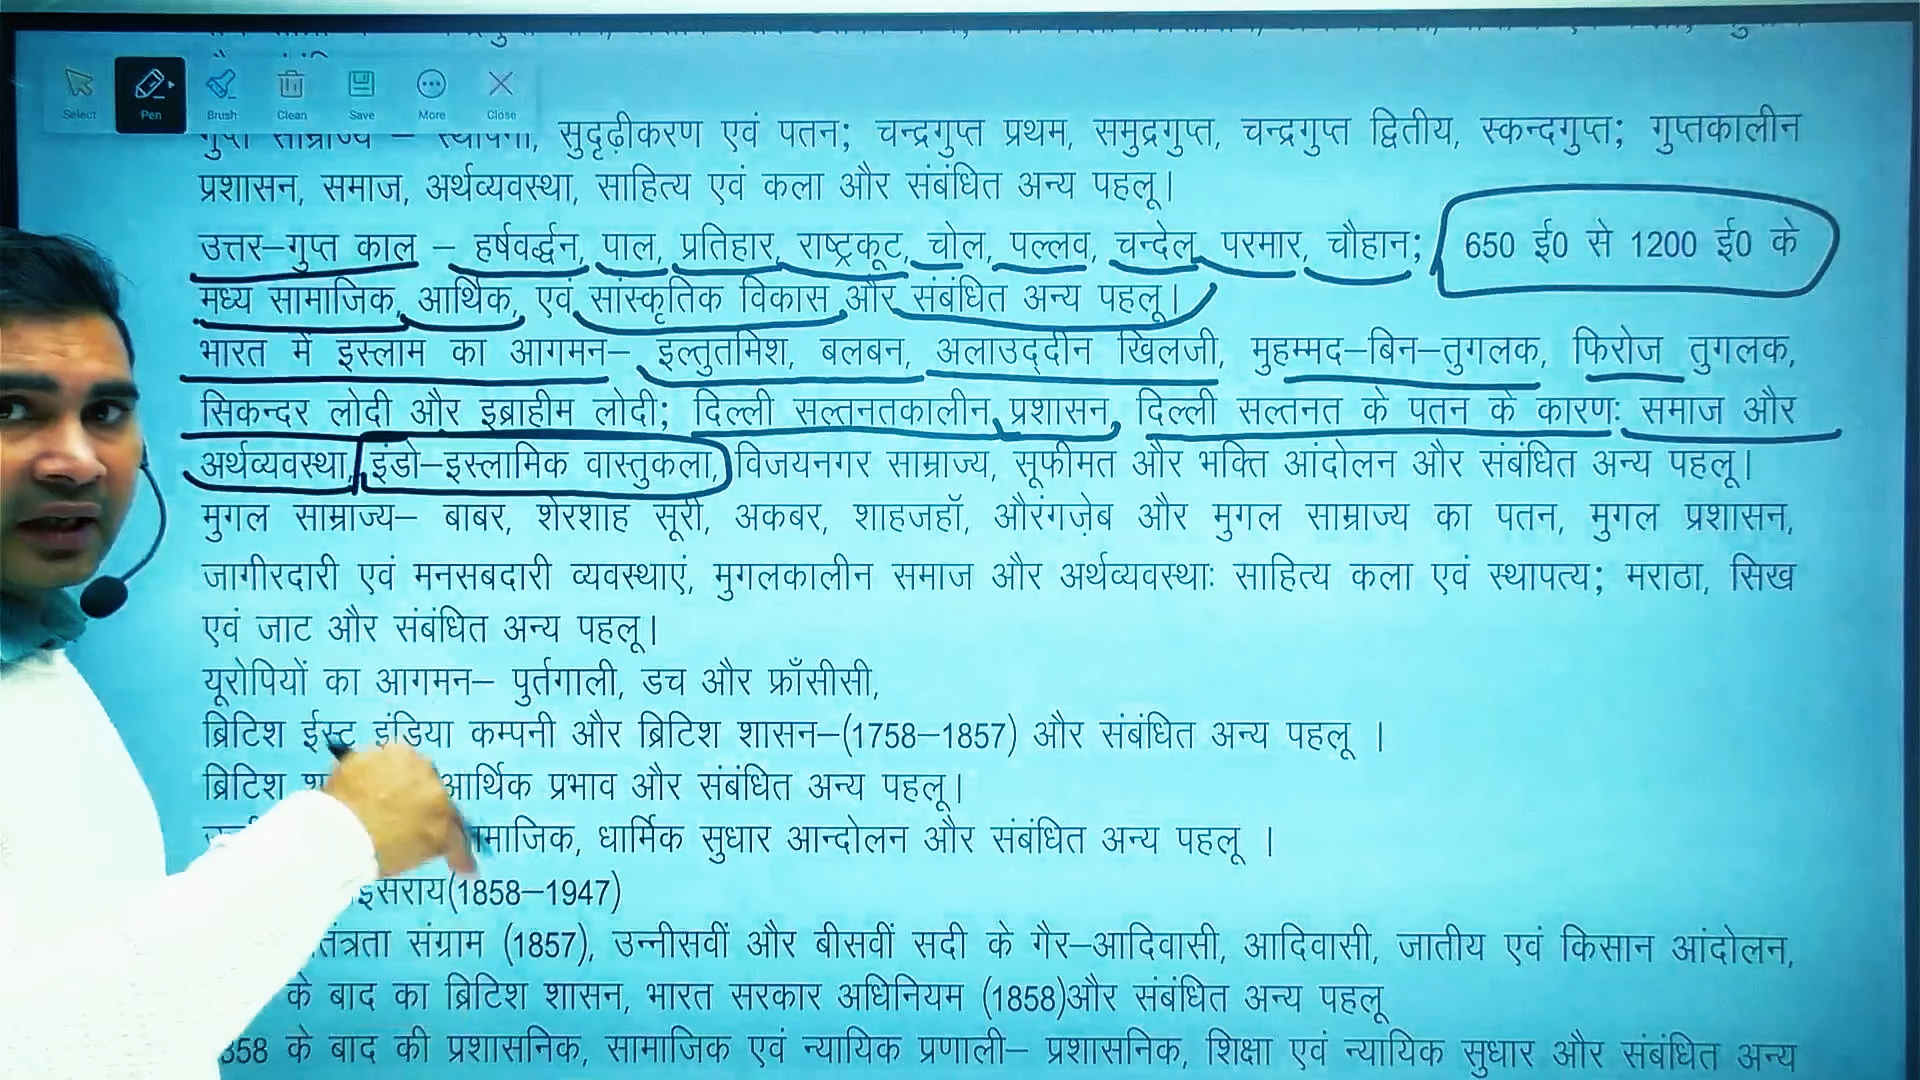 Select Pen Brush Clean Save More Close
सुदृढ़ीकरण एवं पतन; चन्द्रगुप्त प्रथम, समुद्रगुप्त, चन्द्रगुप्त द्वितीय, स्कन्दगुप्त; गुप्तकालीन
प्रशासन, समाज, अर्थव्यवस्था, साहित्य एवं कला और संबंधित अन्य पहलू।
उत्तर–गुप्त काल – हर्षवर्द्धन, पाल, प्रतिहार, राष्ट्रकूट, चोल, पल्लव, चन्देल, परमार, चौहान; 650 ई0 से 1200 ई0 के
मध्य सामाजिक, आर्थिक, एवं सांस्कृतिक विकास और संबंधित अन्य पहलू।
भारत में इस्लाम का आगमन– इल्तुतमिश, बलबन, अलाउद्दीन खिलजी, मुहम्मद–बिन–तुगलक, फिरोज तुगलक,
सिकन्दर लोदी और इब्राहीम लोदी; दिल्ली सल्तनतकालीन प्रशासन, दिल्ली सल्तनत के पतन के कारणः समाज और
अर्थव्यवस्था, इंडो–इस्लामिक वास्तुकला, विजयनगर साम्राज्य, सूफीमत और भक्ति आंदोलन और संबंधित अन्य पहलू।
मुगल साम्राज्य– बाबर, शेरशाह सूरी, अकबर, शाहजहॉ, औरंगज़ेब और मुगल साम्राज्य का पतन, मुगल प्रशासन,
जागीरदारी एवं मनसबदारी व्यवस्थाएं, मुगलकालीन समाज और अर्थव्यवस्थाः साहित्य कला एवं स्थापत्य; मराठा, सिख
एवं जाट और संबंधित अन्य पहलू।
यूरोपियों का आगमन– पुर्तगाली, डच और फ्राँसीसी,
ब्रिटिश ईस्ट इंडिया कम्पनी और ब्रिटिश शासन–(1758–1857) और संबंधित अन्य पहलू ।
ब्रिटिश आर्थिक प्रभाव और संबंधित अन्य पहलू।
माजिक, धार्मिक सुधार आन्दोलन और संबंधित अन्य पहलू ।
इसराय(1858–1947)
तंत्रता संग्राम (1857), उन्नीसवीं और बीसवीं सदी के गैर–आदिवासी, आदिवासी, जातीय एवं किसान आंदोलन,
के बाद का ब्रिटिश शासन, भारत सरकार अधिनियम (1858)और संबंधित अन्य पहलू
858 के बाद की प्रशासनिक, सामाजिक एवं न्यायिक प्रणाली– प्रशासनिक, शिक्षा एवं न्यायिक सुधार और संबंधित अन्य